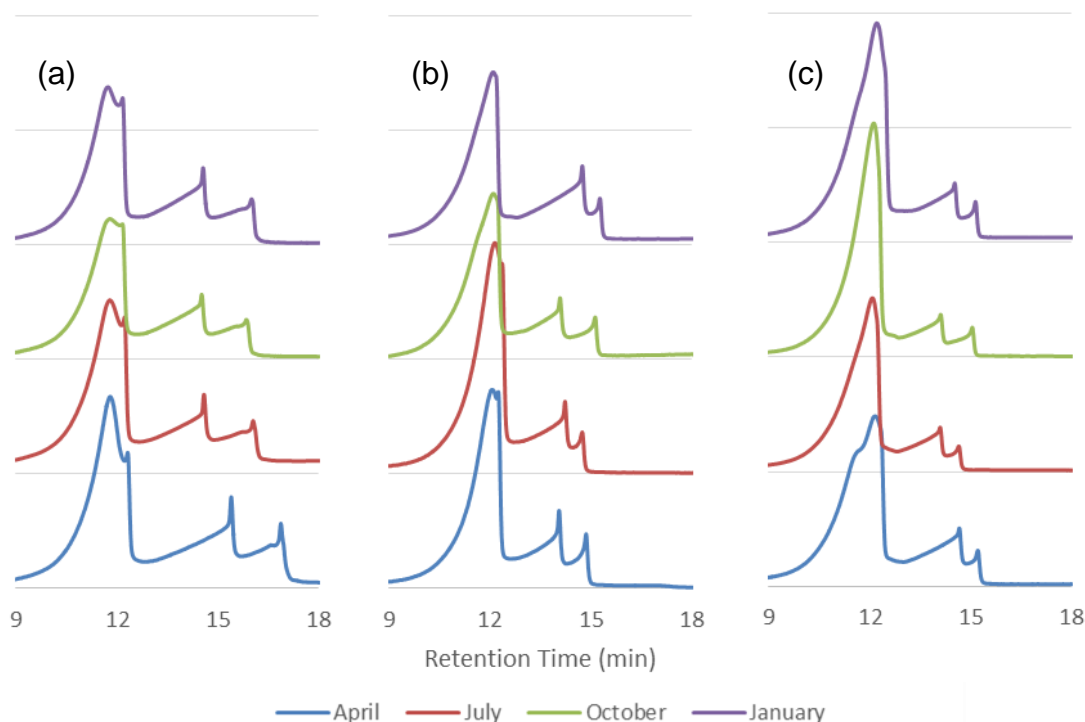 (a) (b) (c)
9 12 15 18 9 12 15 18 9 12 15 18
Retention Time (min)
April July October January